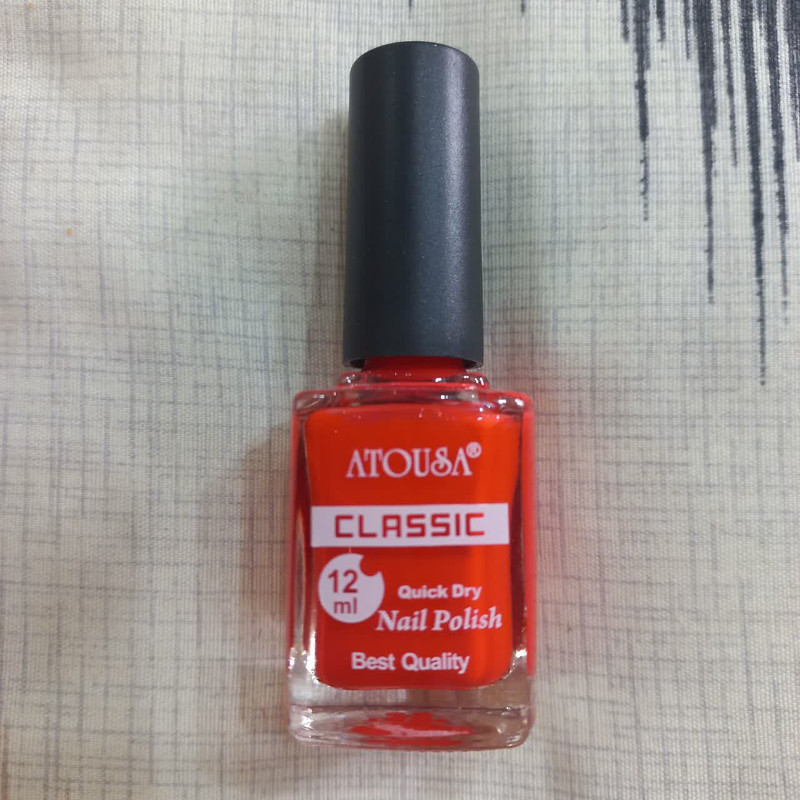 ATOUSA®
CLASSIC
12
ml
Quick Dry
Nail Polish
Best Quality